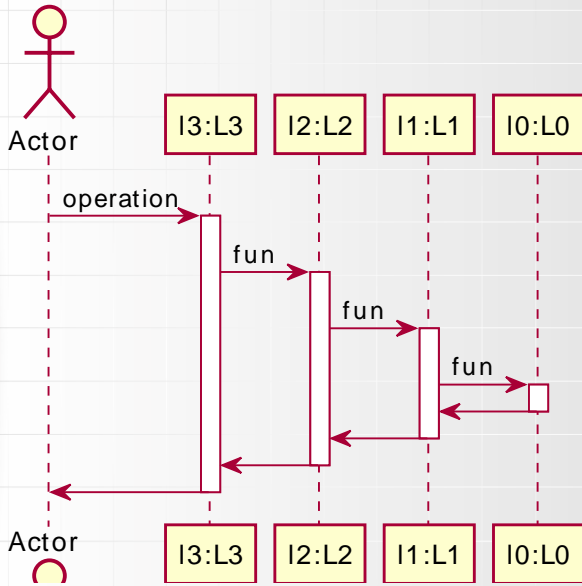 Actor
l3:L3
l2:L2
l1:L1
l0:L0
operation
fun
fun
fun
Actor
l3:L3
l2:L2
l1:L1
l0:L0